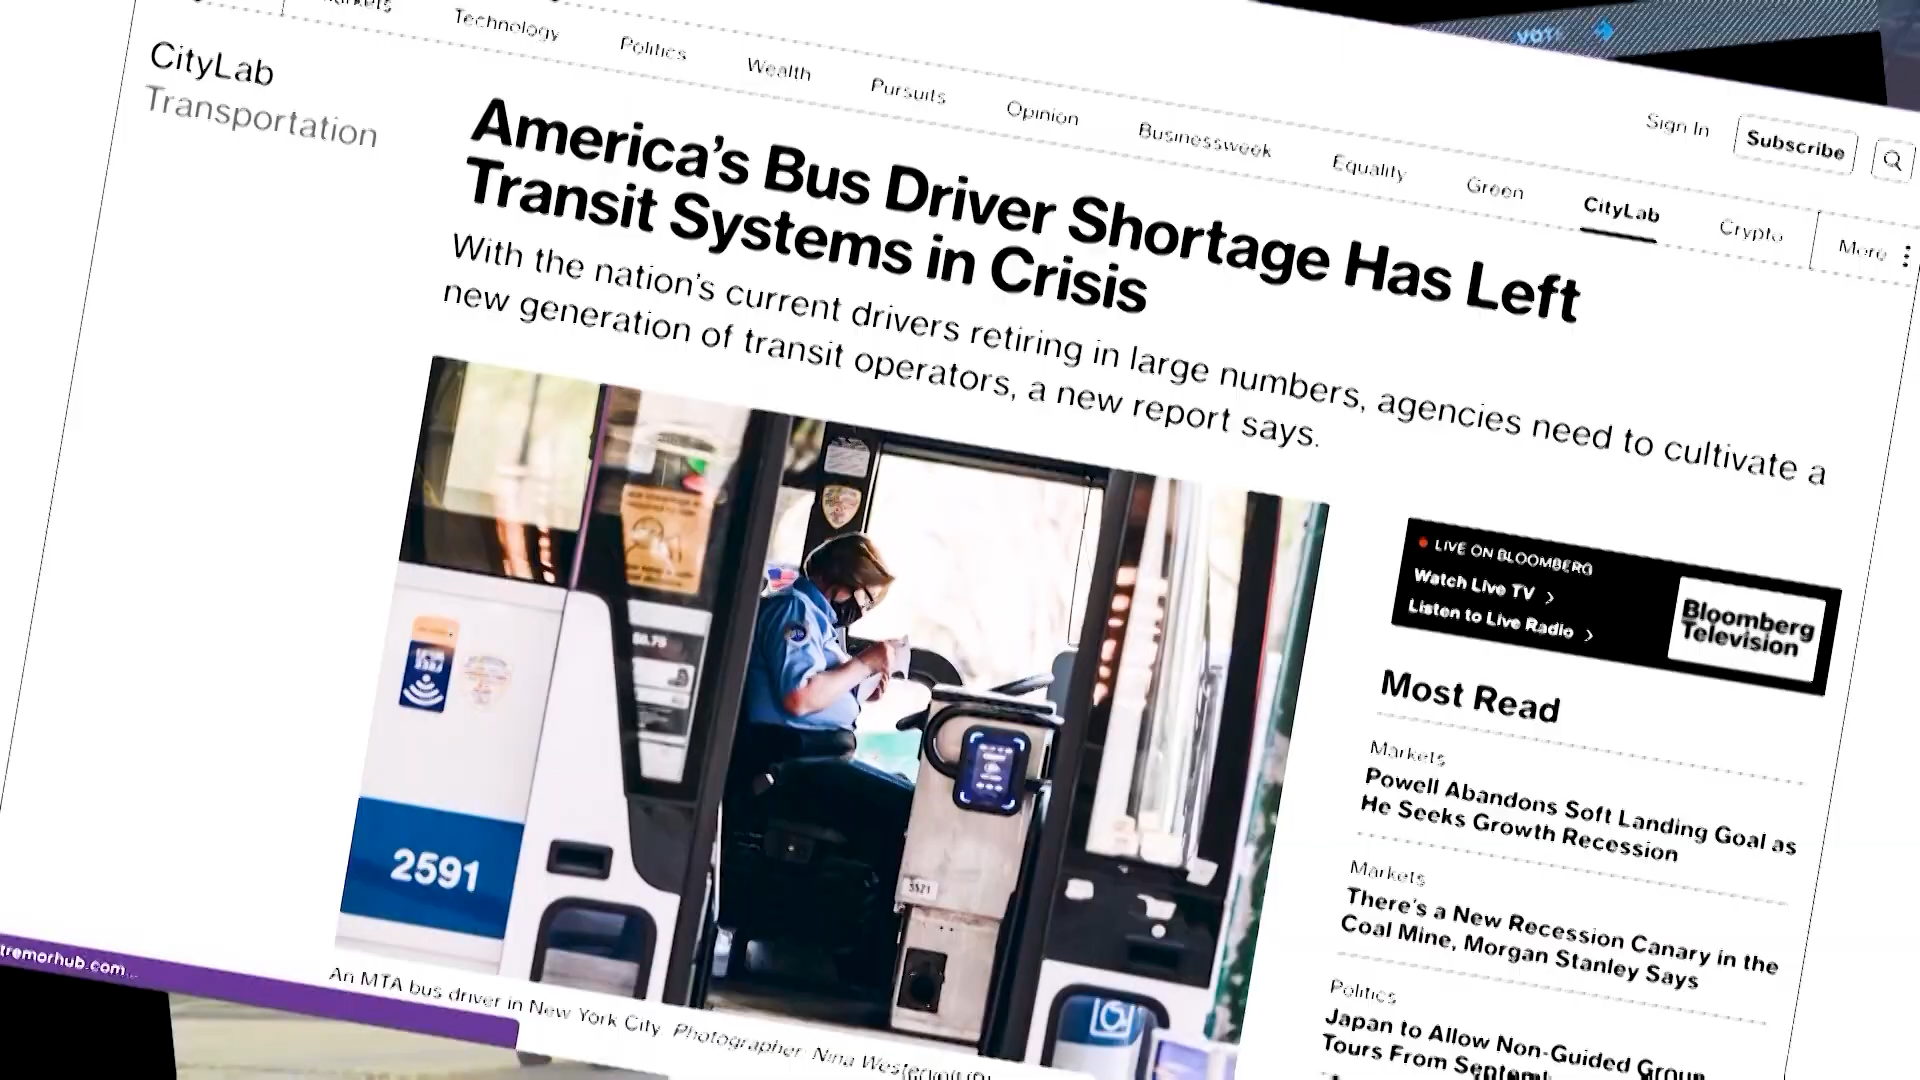 Technology
Politics
Wealth
Pursuits
Opinion
Businessweek
Equality
Green
CityLab
Crypto
More
Sign In
Subscribe
CityLab
Transportation
America's Bus Driver Shortage Has Left
Transit Systems in Crisis
With the nation's current drivers retiring in large numbers, agencies need to cultivate a
new generation of transit operators, a new report says.
2591
5521
An MTA bus driver in New York City Photographer Nina
LIVE ON BLOOMBERG
Watch Live TV
Listen to Live Radio
Bloomberg
Television
Most Read
Markets
Powell Abandons Soft Landing Goal as
He Seeks Growth Recession
Markets
There's a New Recession Canary in the
Coal Mine, Morgan Stanley Says
Politics
Japan to Allow Non-Guided Group
Tours From
tremorhub.com...